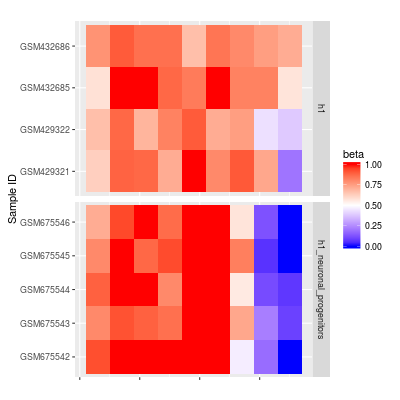 GSM432686
GSM432685
GSM429322
GSM429321
h1
GSM675546
GSM675545
GSM675544
GSM675543
GSM675542
h1_neuronal_progenitors
Sample ID
beta
1.00
0.75
0.50
0.25
0.00